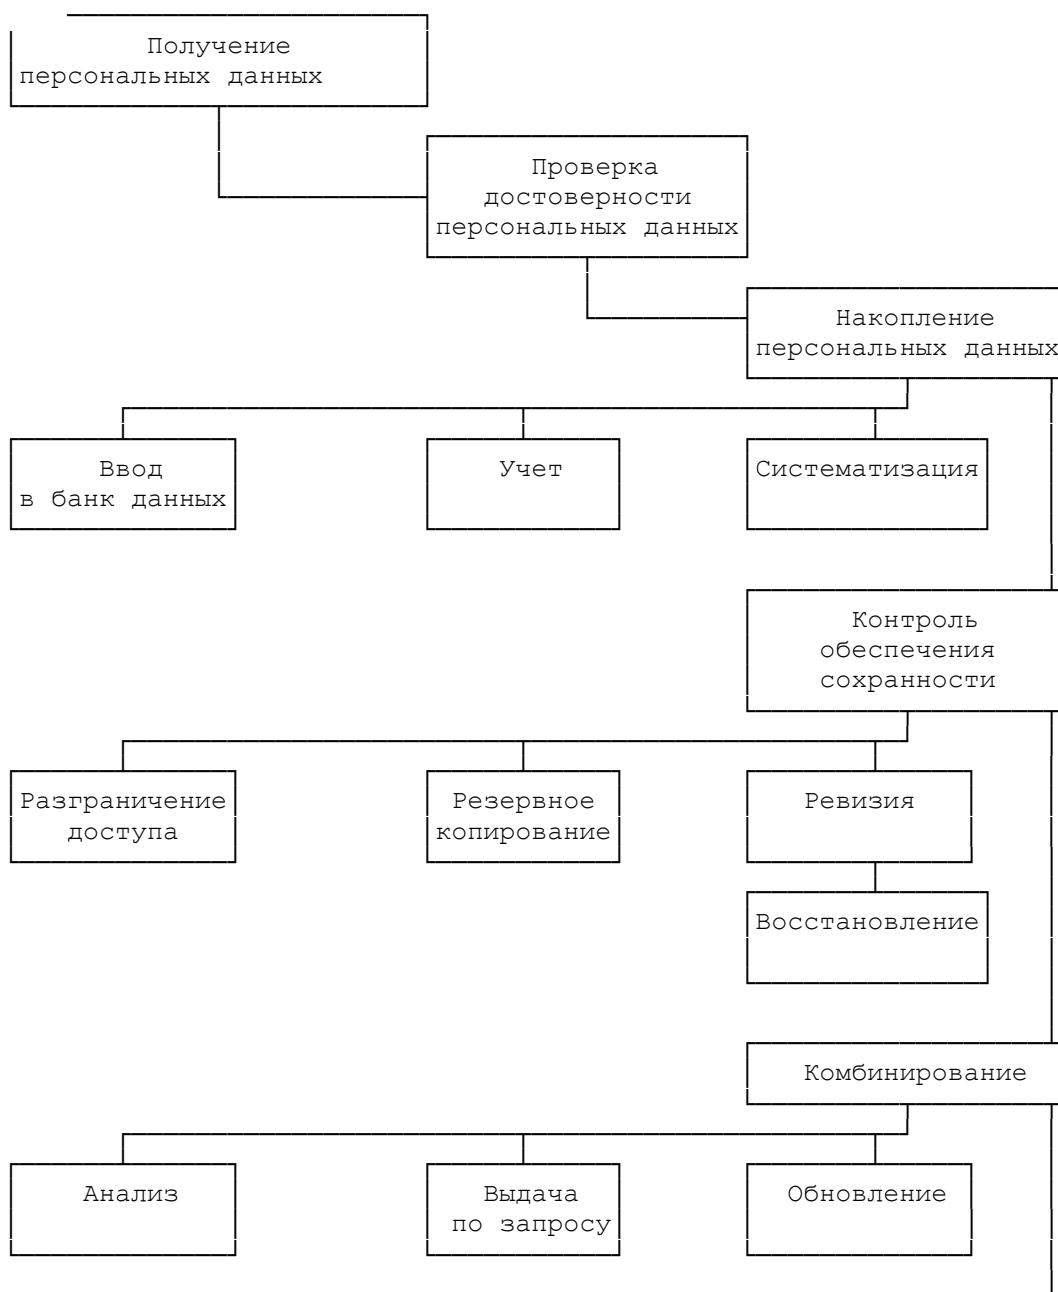 Получение
персональных данных
Проверка
достоверности
персональных данных
Накопление
персональных данных
Ввод
в банк данных
Учет
Систематизация
Контроль
обеспечения
сохранности
Разграничение
доступа
Резервное
копирование
Ревизия
Восстановление
Комбинирование
Анализ
Выдача
по запросу
Обновление